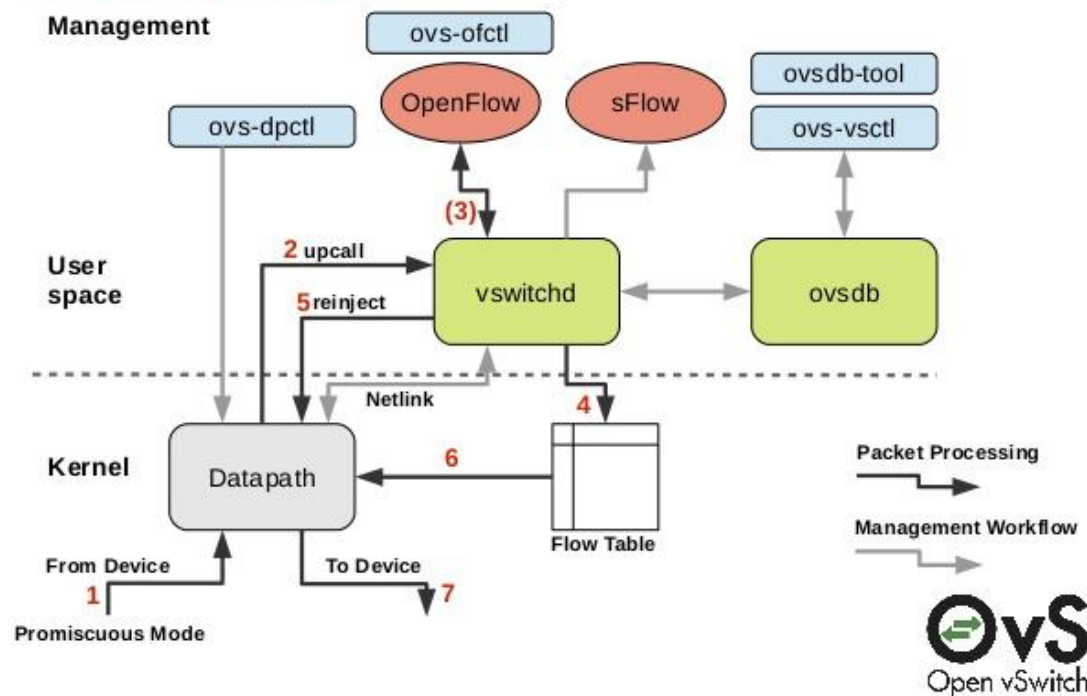 Management
ovs-ofctl
OpenFlow
sFlow
ovsdb-tool
ovs-vsctl
ovs-dpctl
(3)
2 upcall
User
space
5 reinject
vswitchd
ovsdb
Netlink
4
Kernel
Datapath
6
Flow Table
Packet Processing
Management Workflow
From Device
To Device
1
7
Promiscuous Mode
OvS
Open vSwitch